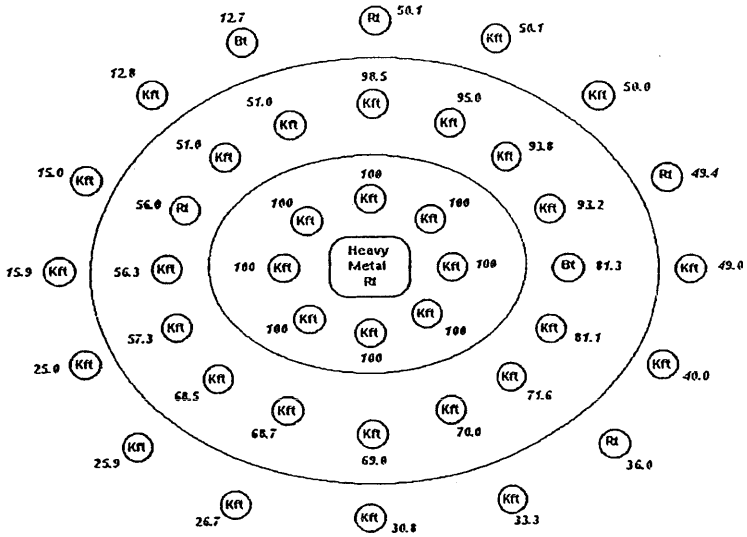 12.7
Bt
Rt
50.1
Kft
50.1
12.8
Kft
98.5
Kft
Kft
50.0
51.0
Kft
95.0
Kft
51.0
Kft
Kft
93.8
15.0
Kft
100
Kft
Rt
49.4
56.0
Rt
100
Kft
100
Kft
Kft
93.2
15.9
Kft
56.3
Kft
100
Kft
Heavy
Metal
Rt
Kft
100
Bt
81.3
Kft
49.0
57.3
Kft
100
Kft
Kft
100
Kft
100
Kft
81.1
25.0
Kft
68.5
Kft
Kft
71.6
Kft
40.0
68.7
Kft
Kft
69.0
Kft
70.0
25.9
Kft
Rt
36.0
26.7
Kft
Kft
30.8
Kft
33.3